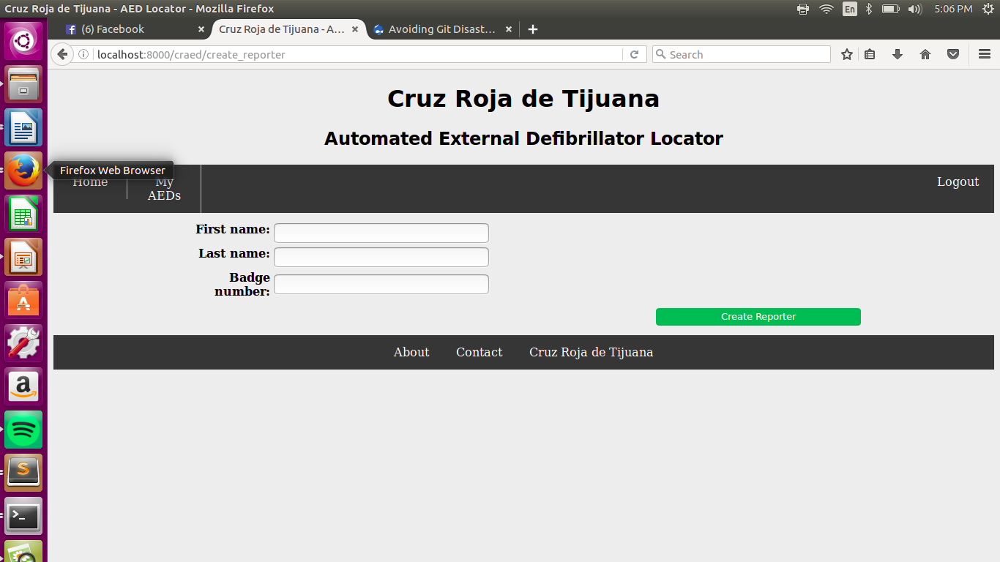 Cruz Roja de Tijuana - AED Locator - Mozilla Firefox
En
5:06 PM
(6) Facebook
Cruz Roja de Tijuana - A...
Avoiding Git Disast...
localhost:8000/craed/create_reporter
Search
Cruz Roja de Tijuana
Automated External Defibrillator Locator
Firefox Web Browser
Home
My
AEDs
Logout
First name:
Last name:
Badge
number:
Create Reporter
About Contact Cruz Roja de Tijuana